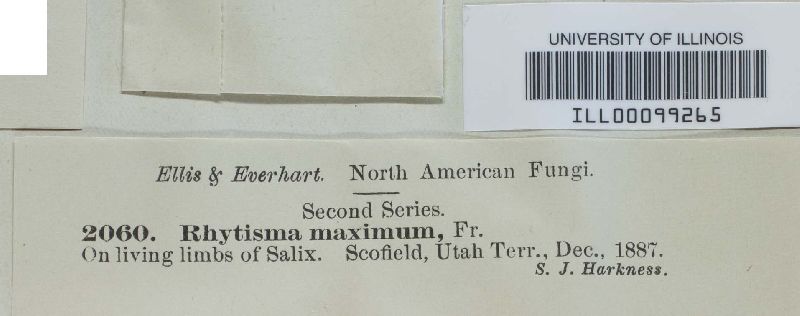 UNIVERSITY OF ILLINOIS
ILL00099265
Ellis & Everhart. North American Fungi.
Second Series.
2060. Rhytisma maximum, Fr.
On living limbs of Salix. Scofield, Utah Terr., Dec., 1887.
S. J. Harkness.